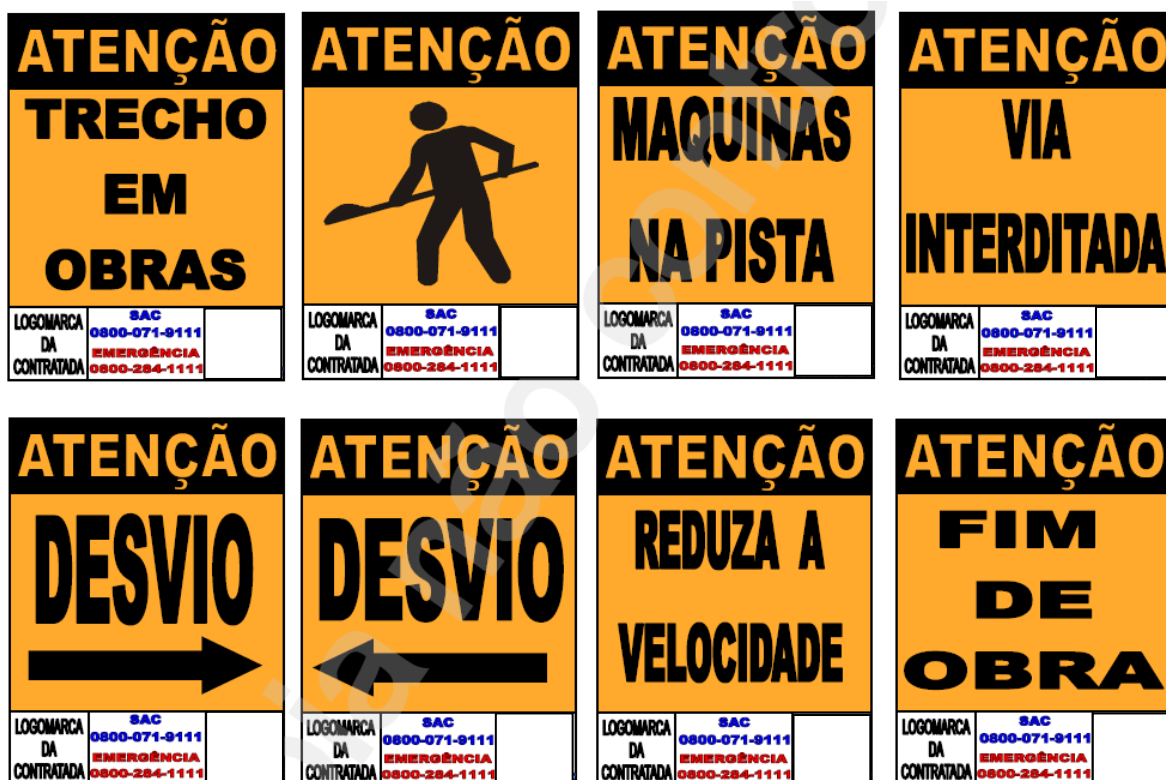 ATENÇÃO
TRECHO
EM
OBRAS
LOGOMARCA
DA
CONTRATADA
SAC
0800-071-9111
EMERGÊNCIA
0800-284-1111
ATENÇÃO
LOGOMARCA
DA
CONTRATADA
SAC
0800-071-9111
EMERGÊNCIA
0800-284-1111
ATENÇÃO
MAQUINAS
NA PISTA
LOGOMARCA
DA
CONTRATADA
SAC
0800-071-9111
EMERGÊNCIA
0800-284-1111
ATENÇÃO
VIA
INTERDITADA
LOGOMARCA
DA
CONTRATADA
SAC
0800-071-9111
EMERGÊNCIA
0800-284-1111
ATENÇÃO
DESVIO
LOGOMARCA
DA
CONTRATADA
SAC
0800-071-9111
EMERGÊNCIA
0800-284-1111
ATENÇÃO
DESVIO
LOGOMARCA
DA
CONTRATADA
SAC
0800-071-9111
EMERGÊNCIA
0800-284-1111
ATENÇÃO
REDUZA A
VELOCIDADE
LOGOMARCA
DA
CONTRATADA
SAC
0800-071-9111
EMERGÊNCIA
0800-284-1111
ATENÇÃO
FIM
DE
OBRA
LOGOMARCA
DA
CONTRATADA
SAC
0800-071-9111
EMERGÊNCIA
0800-284-1111
não